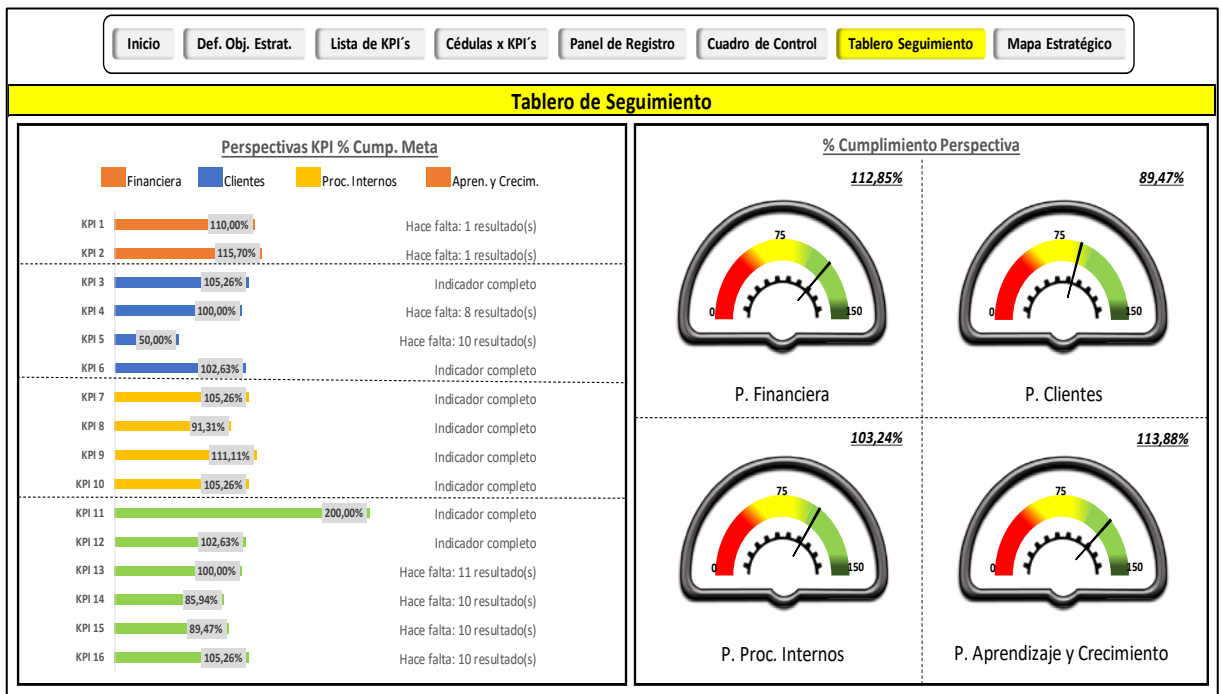 Inicio Def. Obj. Estrat. Lista de KPI´s Cédulas x KPI´s Panel de Registro Cuadro de Control Tablero Seguimiento Mapa Estratégico
Tablero de Seguimiento
Perspectivas KPI % Cump. Meta
Financiera Clientes Proc. Internos Apren. y Crecim.
KPI 1 110,00% Hace falta: 1 resultado(s)
KPI 2 115,70% Hace falta: 1 resultado(s)
KPI 3 105,26% Indicador completo
KPI 4 100,00% Hace falta: 8 resultado(s)
KPI 5 50,00% Hace falta: 10 resultado(s)
KPI 6 102,63% Indicador completo
KPI 7 105,26% Indicador completo
KPI 8 91,31% Indicador completo
KPI 9 111,11% Indicador completo
KPI 10 105,26% Indicador completo
KPI 11 200,00% Indicador completo
KPI 12 102,63% Indicador completo
KPI 13 100,00% Hace falta: 11 resultado(s)
KPI 14 85,94% Hace falta: 10 resultado(s)
KPI 15 89,47% Hace falta: 10 resultado(s)
KPI 16 105,26% Hace falta: 10 resultado(s)
% Cumplimiento Perspectiva
112,85%
75
0 150
P. Financiera
89,47%
75
0 150
P. Clientes
103,24%
75
0 150
P. Proc. Internos
113,88%
75
0 150
P. Aprendizaje y Crecimiento